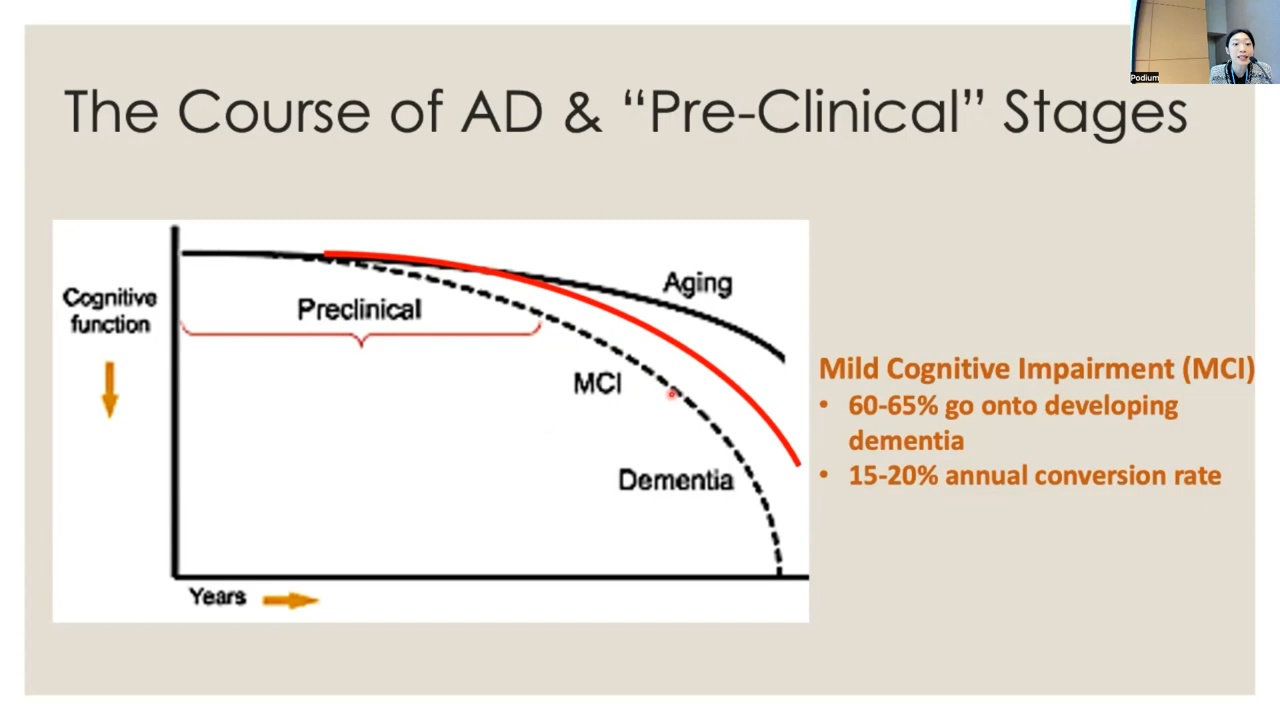 Podium
The Course of AD & “Pre-Clinical” Stages
Cognitive
function
Preclinical
Aging
MCI
Dementia
Years
Mild Cognitive Impairment (MCI)
• 60-65% go onto developing
dementia
• 15-20% annual conversion rate